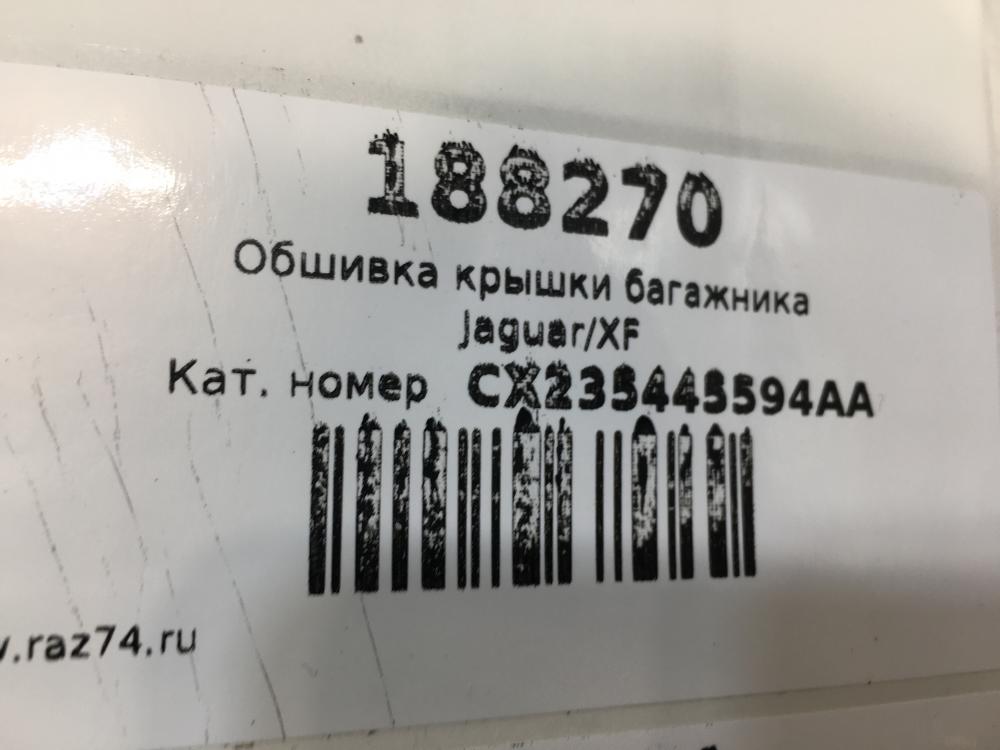 188270
Обшивка крышки багажника
Jaguar/XF
Кат. номер CX235445594AA
.raz74.ru